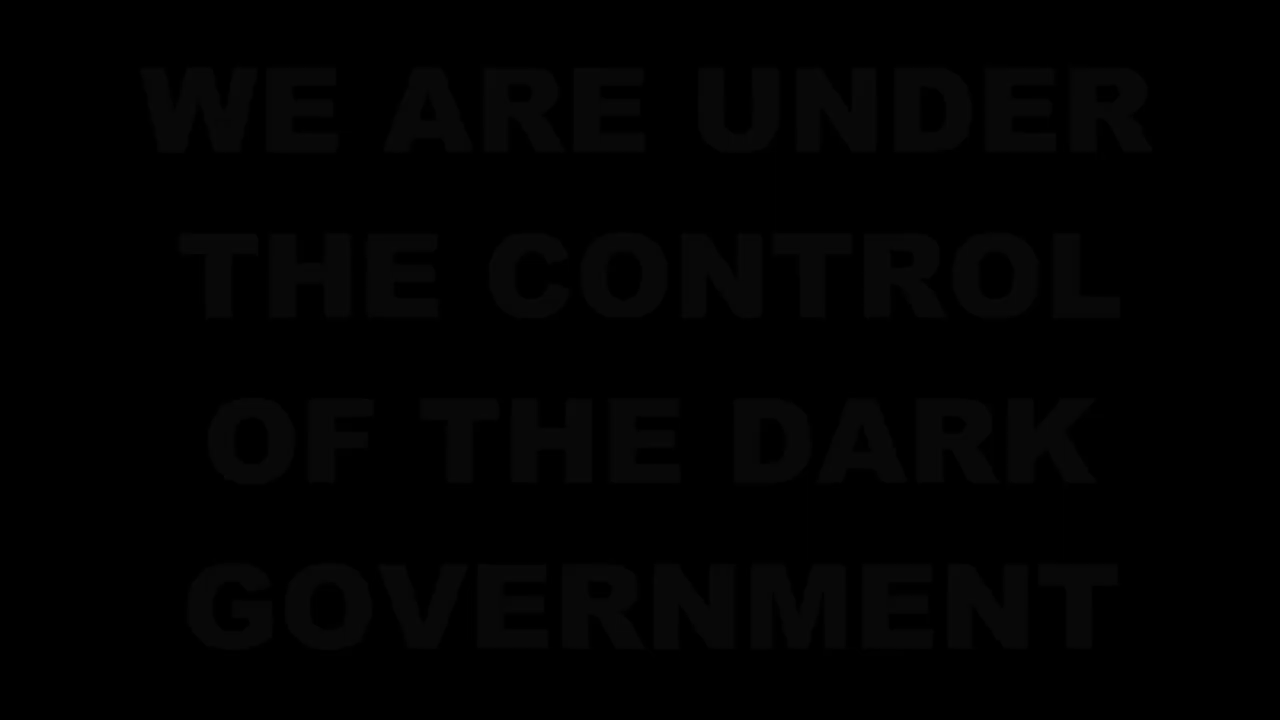 WE ARE UNDER
THE CONTROL
OF THE DARK
GOVERNMENT